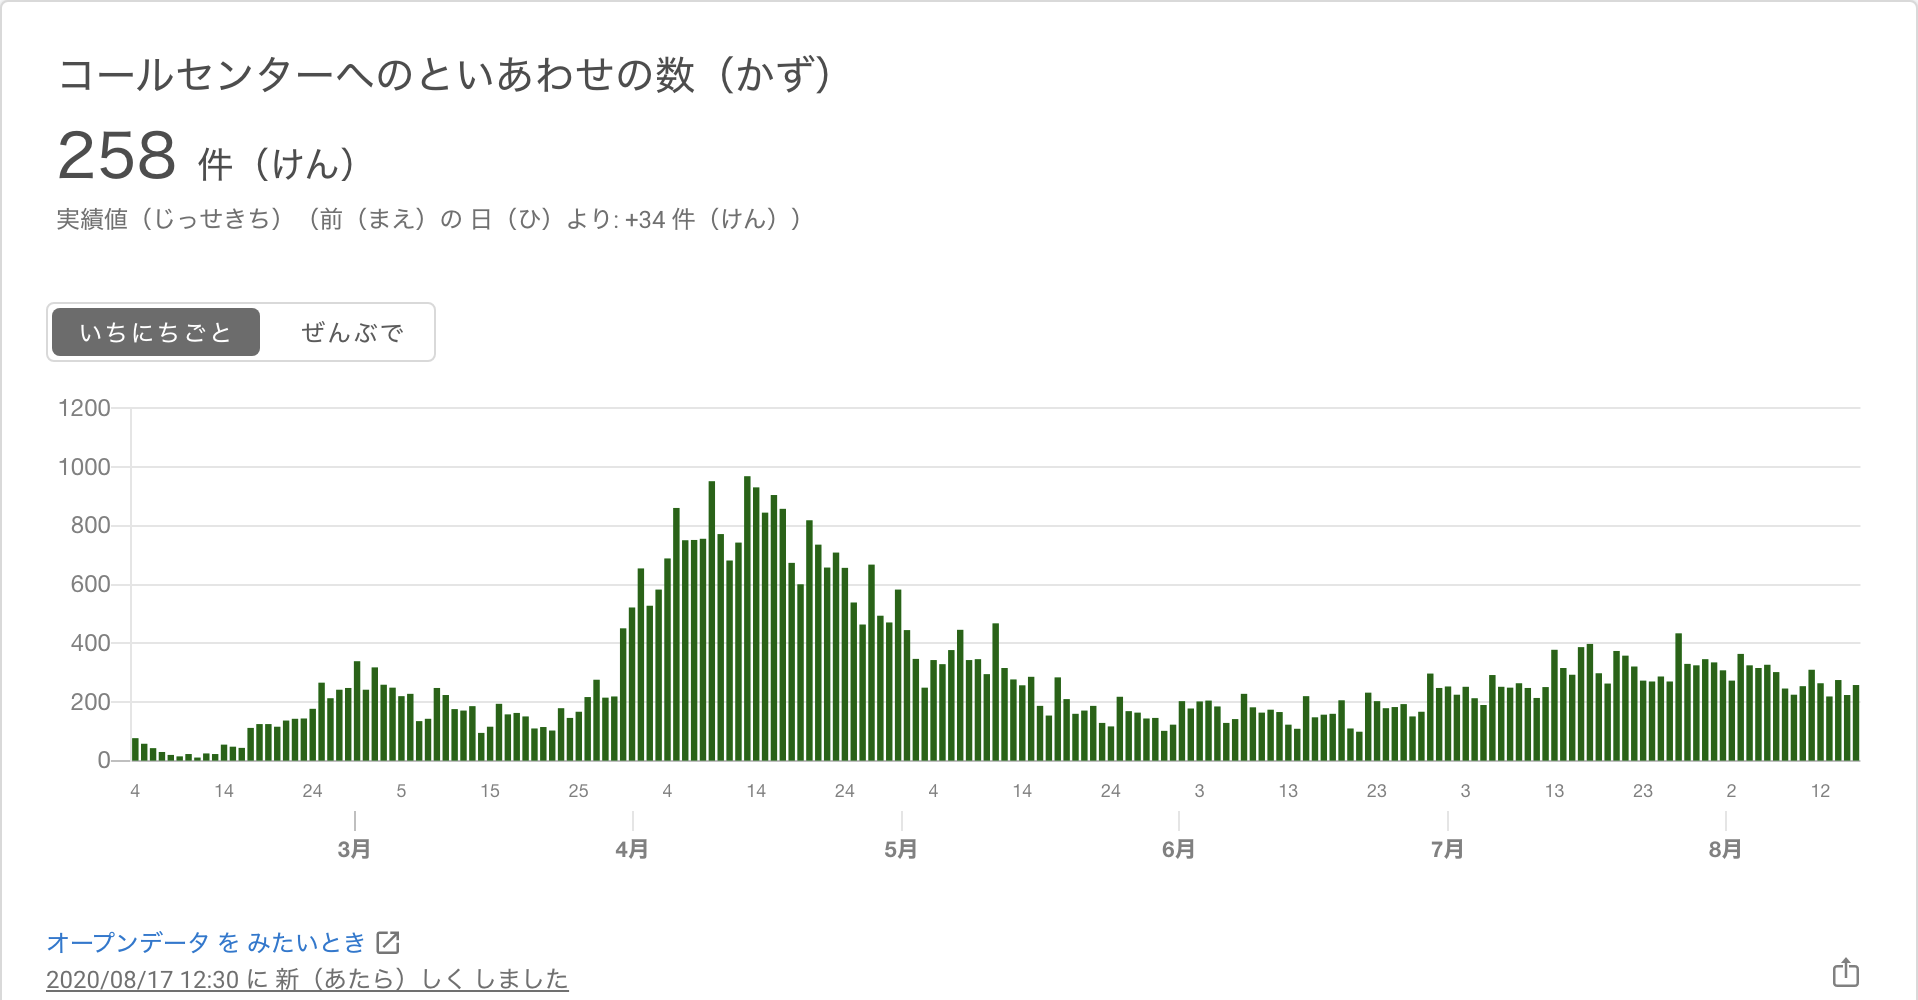 コールセンターへのといあわせの数（かず）
258 件（けん）
実績値（じっせきち）（前（まえ）の 日（ひ）より: +34 件（けん））
いちにちごと ぜんぶで
1200
1000
800
600
400
200
0
4 14 24 5 15 25 4 14 24 4 14 24 3 13 23 3 13 23 2 12
3月 4月 5月 6月 7月 8月
オープンデータ を みたいとき
2020/08/17 12:30 に 新（あたら）しく しました